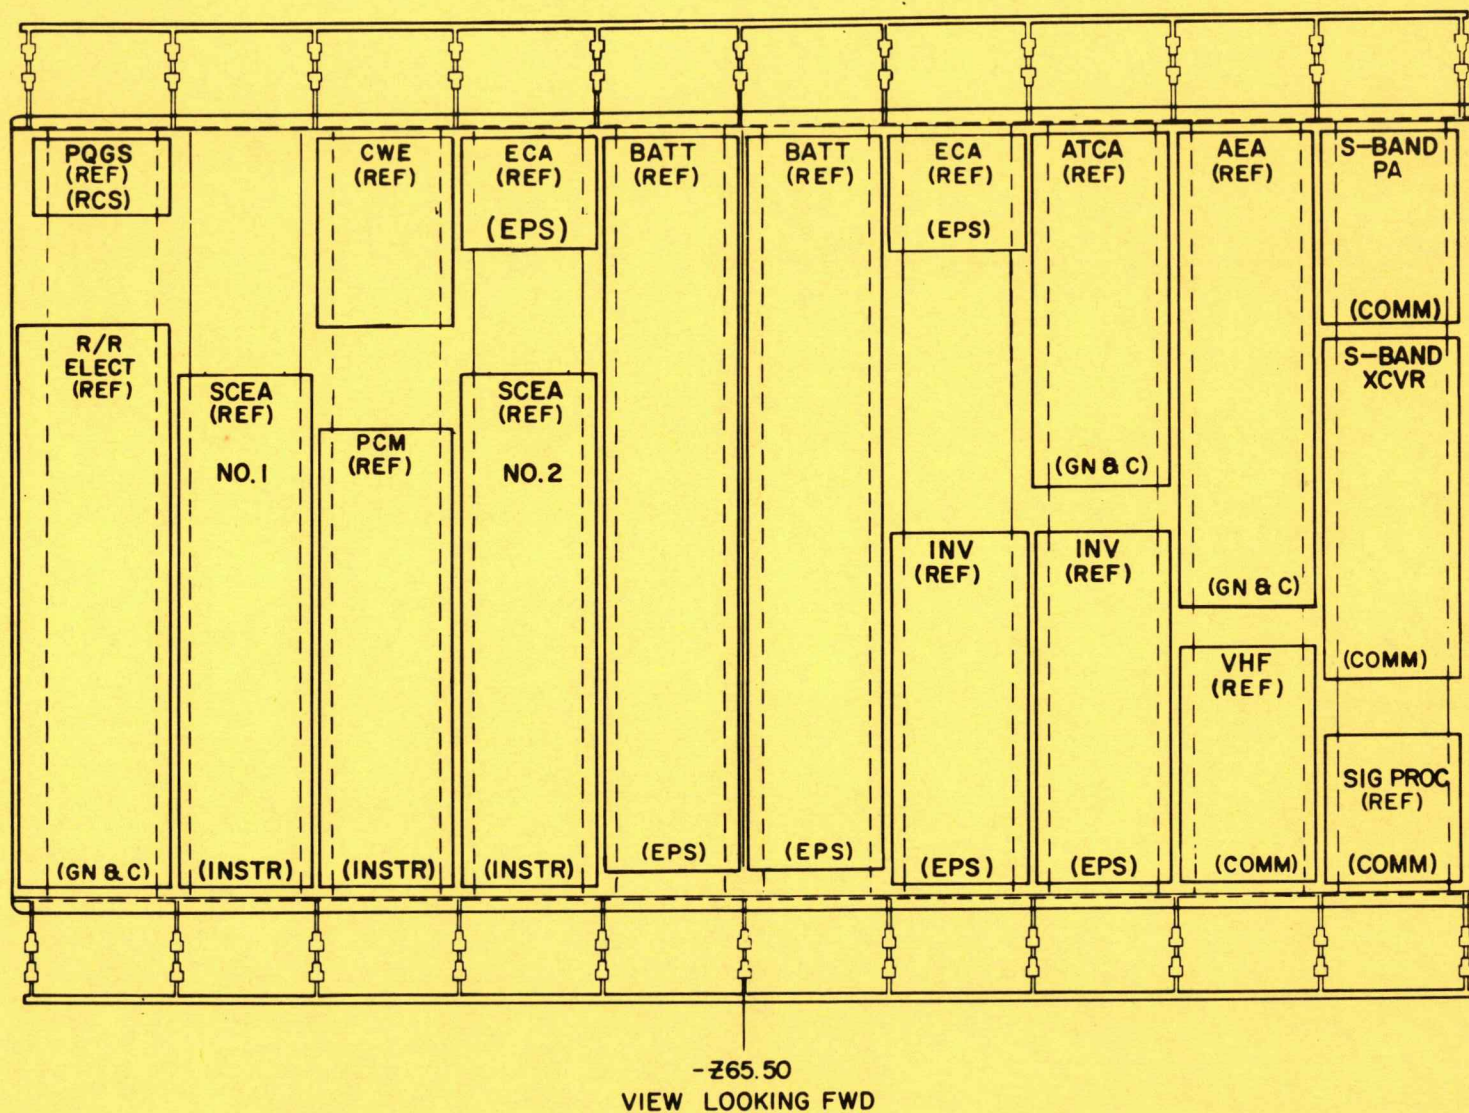 PQGS
(REF)
(RCS)
R/R
ELECT
(REF)
(GN & C)
SCEA
(REF)
NO. 1
(INSTR)
CWE
(REF)
PCM
(REF)
(INSTR)
ECA
(REF)
(EPS)
SCEA
(REF)
NO. 2
(INSTR)
BATT
(REF)
(EPS)
BATT
(REF)
(EPS)
ECA
(REF)
(EPS)
INV
(REF)
(EPS)
ATCA
(REF)
(GN & C)
INV
(REF)
(EPS)
AEA
(REF)
(GN & C)
VHF
(REF)
(COMM)
S-BAND
PA
(COMM)
S-BAND
XCVR
(COMM)
SIG PROC
(REF)
(COMM)
-Z65.50
VIEW LOOKING FWD